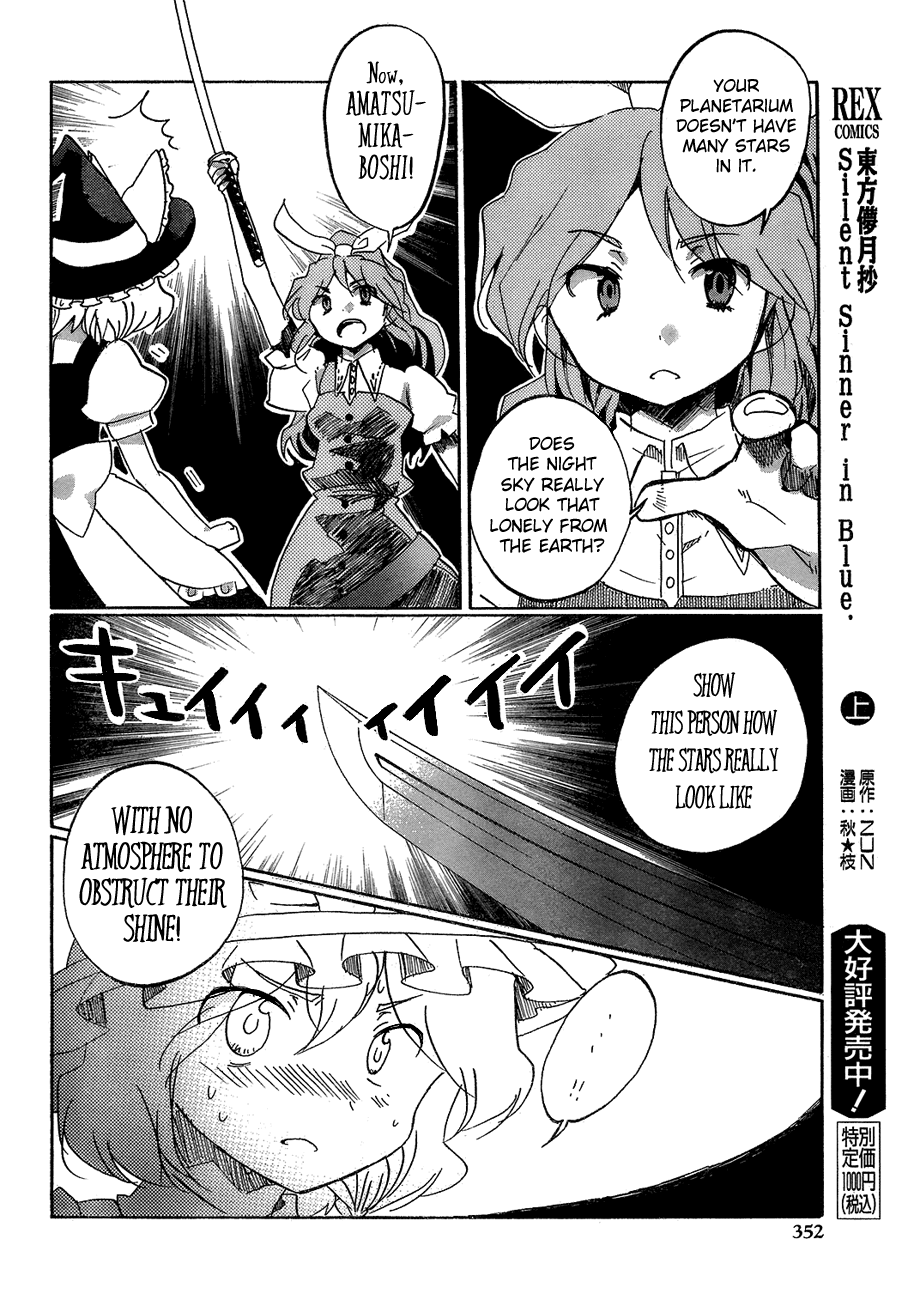 YOUR
PLANETARIUM
DOESN'T HAVE
MANY STARS
IN IT.
DOES
THE NIGHT
SKY REALLY
LOOK THAT
LONELY FROM
THE EARTH?
NOW,
AMATSU-
MIKA-
BOSHI!
SHOW
THIS PERSON HOW
THE STARS REALLY
LOOK LIKE
キュイィィィイイイイ
WITH NO
ATMOSPHERE TO
OBSTRUCT THEIR
SHINE!
……
REX
COMICS
東方儚月抄
Silent Sinner in Blue.
上
原作:ZUN
漫画:秋★枝
大好評発売中!
特別
定価
1000円
(税込)
352